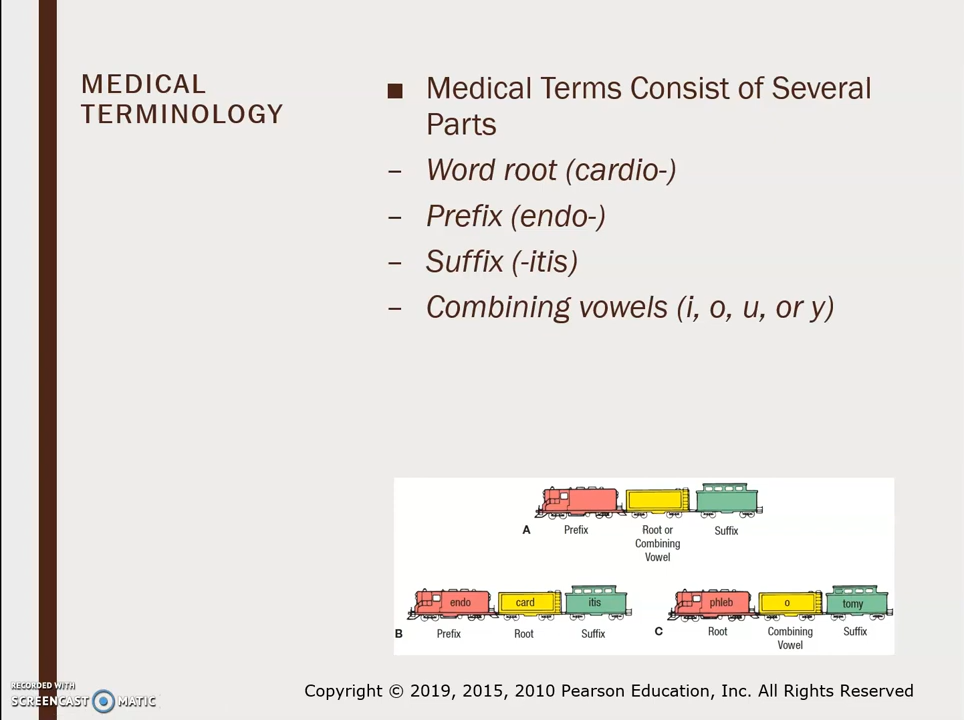 MEDICAL
TERMINOLOGY
■ Medical Terms Consist of Several
Parts
– Word root (cardio-)
– Prefix (endo-)
– Suffix (-itis)
– Combining vowels (i, o, u, or y)
A Prefix Root or Suffix
Combining
Vowel
endo card itis
B Prefix Root Suffix
phleb o tomy
C Root Combining Suffix
Vowel
RECORDED WITH
SCREENCAST MATIC
Copyright © 2019, 2015, 2010 Pearson Education, Inc. All Rights Reserved